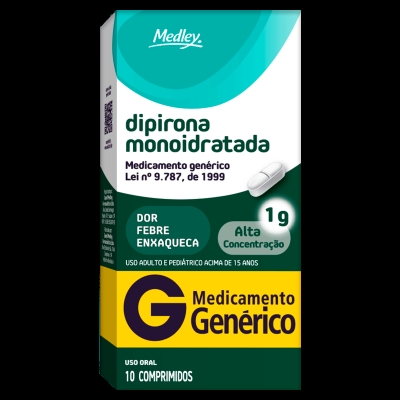 Medley.
dipirona
monoidratada
Medicamento genérico
Lei nº 9.787, de 1999
1 g
Alta
Concentração
DOR
FEBRE
ENXAQUECA
USO ADULTO E PEDIÁTRICO ACIMA DE 15 ANOS
G Medicamento
Genérico
USO ORAL
10 COMPRIMIDOS